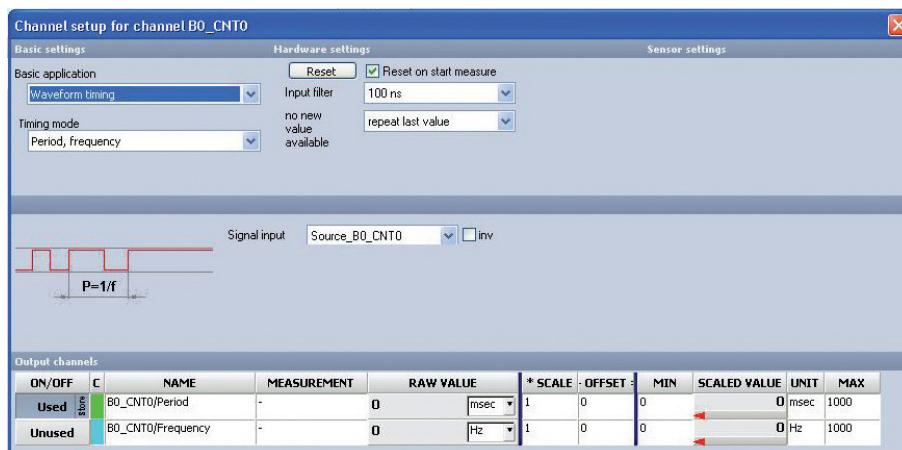 Channel setup for channel B0_CNT0
Basic settings Hardware settings Sensor settings
Basic application
Waveform timing
Timing mode
Period, frequency
Reset Reset on start measure
Input filter 100 ns
no new
value
available
repeat last value
Signal input Source_B0_CNT0 inv
P=1/f
Output channels
ON/OFF C NAME MEASUREMENT RAW VALUE * SCALE - OFFSET = MIN SCALED VALUE UNIT MAX
Used Store B0_CNT0/Period - 0 msec 1 0 0 0 msec 1000
Unused B0_CNT0/Frequency - 0 Hz 1 0 0 0 Hz 1000